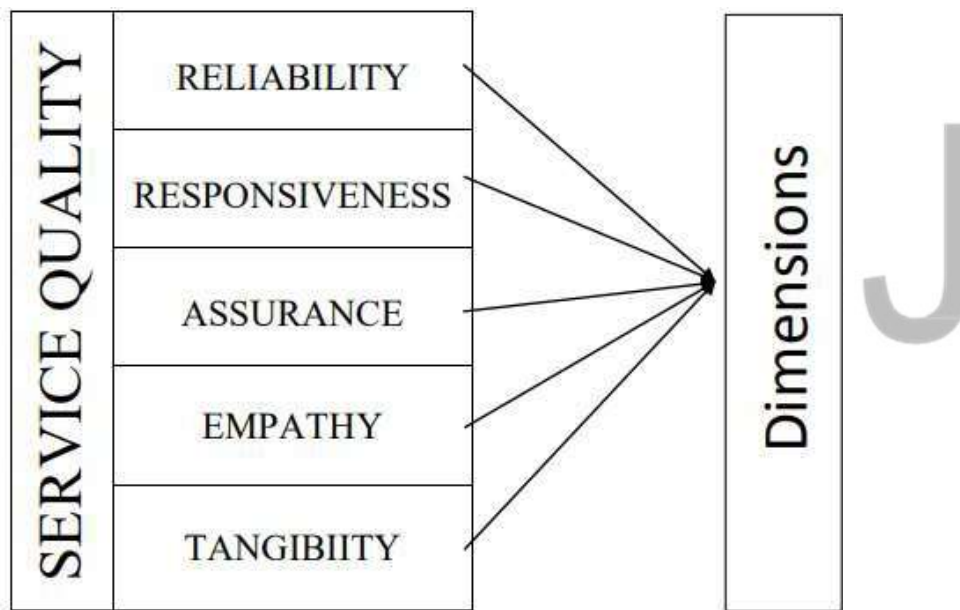 SERVICE QUALITY
RELIABILITY
RESPONSIVENESS
ASSURANCE
EMPATHY
TANGIBIITY
Dimensions
J